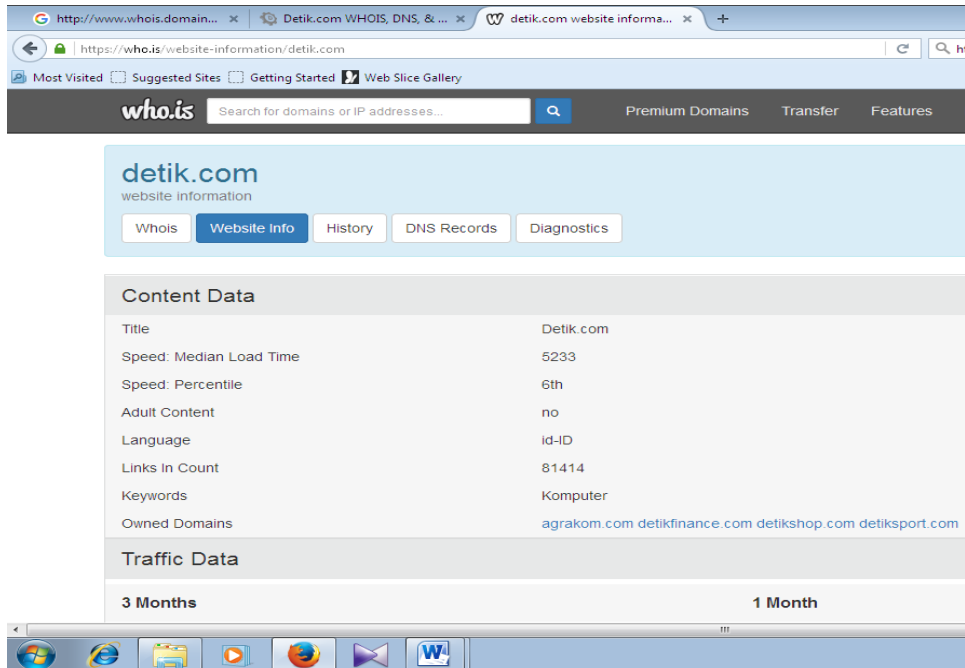 http://www.whois.domain... × Detik.com WHOIS, DNS, & ... × detik.com website informa... × +
https://who.is/website-information/detik.com
Most Visited Suggested Sites Getting Started Web Slice Gallery
who.is Search for domains or IP addresses... Premium Domains Transfer Features
detik.com
website information
Whois Website Info History DNS Records Diagnostics
Content Data
Title Detik.com
Speed: Median Load Time 5233
Speed: Percentile 6th
Adult Content no
Language id-ID
Links In Count 81414
Keywords Komputer
Owned Domains agrakom.com detikfinance.com detikshop.com detiksport.com
Traffic Data
3 Months 1 Month